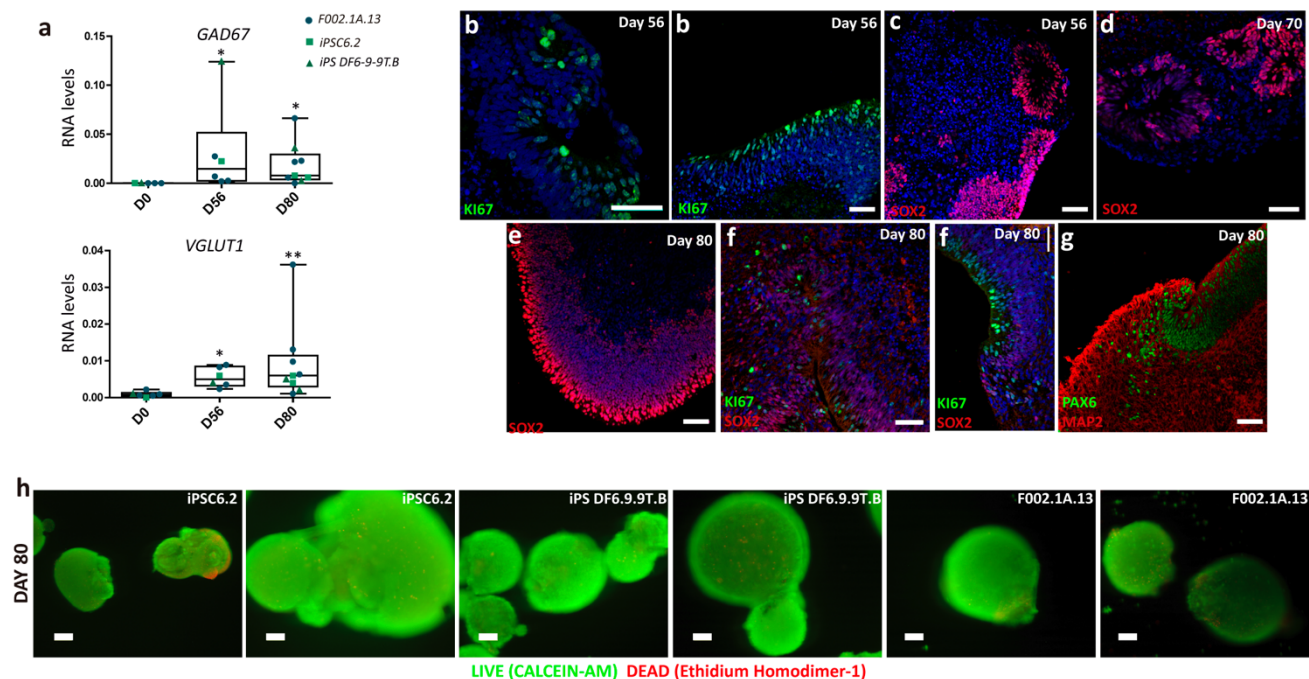 a
GAD67
F002.1A.13
iPSC6.2
iPS DF6-9-9T.B
RNA levels
0.15
0.10
0.05
0.00
*
*
D0
D56
D80
VGLUT1
RNA levels
0.04
0.03
0.02
0.01
0.00
*
**
D0
D56
D80
b
Day 56
KI67
b
Day 56
KI67
c
Day 56
SOX2
d
Day 70
SOX2
e
Day 80
SOX2
f
Day 80
KI67
SOX2
f
Day 80
KI67
SOX2
g
Day 80
PAX6
MAP2
h
DAY 80
iPSC6.2
iPSC6.2
iPS DF6.9.9T.B
iPS DF6.9.9T.B
F002.1A.13
F002.1A.13
LIVE (CALCEIN-AM) DEAD (Ethidium Homodimer-1)